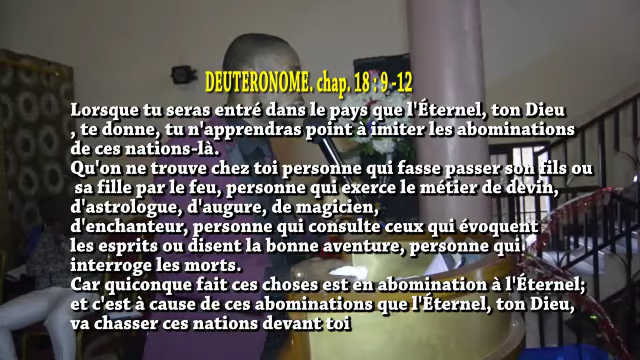 DEUTERONOME. chap. 18 : 9 -12
Lorsque tu seras entré dans le pays que l'Éternel, ton Dieu
, te donne, tu n'apprendras point à imiter les abominations
de ces nations-là.
Qu'on ne trouve chez toi personne qui fasse passer son fils ou
sa fille par le feu, personne qui exerce le métier de devin,
d'astrologue, d'augure, de magicien,
d'enchanteur, personne qui consulte ceux qui évoquent
les esprits ou disent la bonne aventure, personne qui
interroge les morts.
Car quiconque fait ces choses est en abomination à l'Éternel;
et c'est à cause de ces abominations que l'Éternel, ton Dieu,
va chasser ces nations devant toi